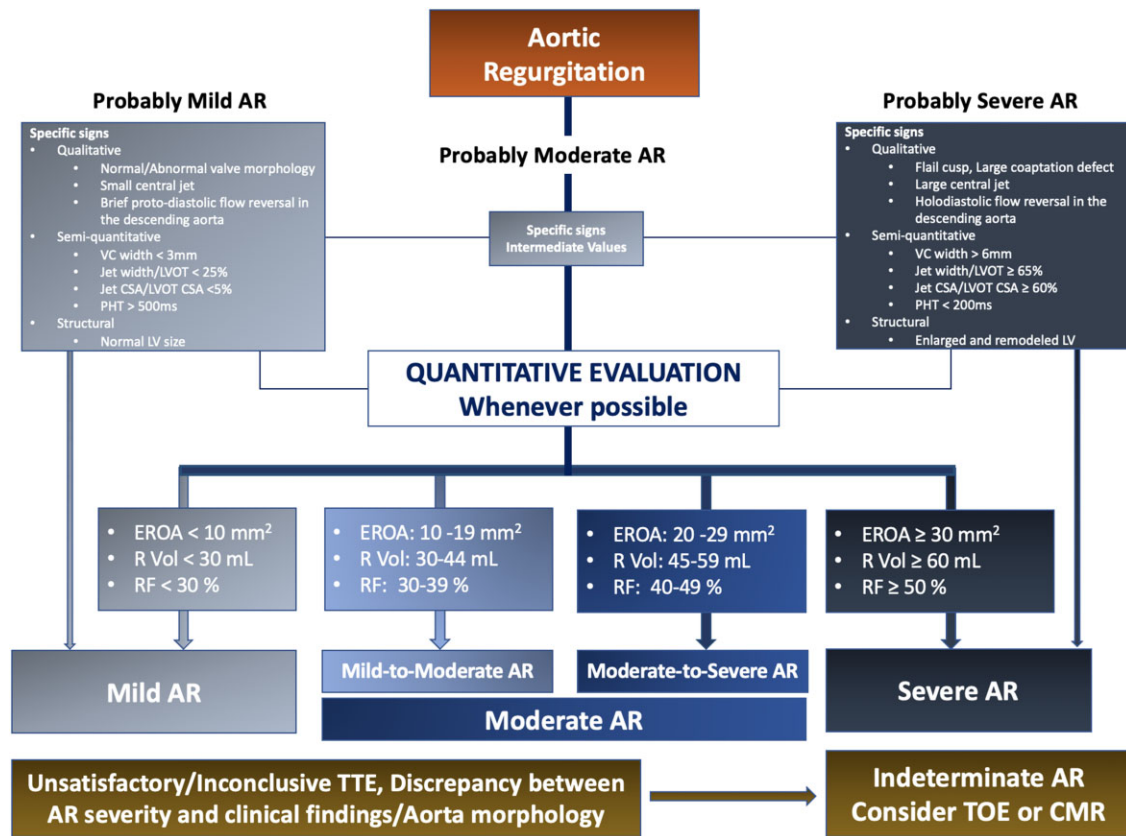 Aortic
Regurgitation
Probably Mild AR
Specific signs
• Qualitative
• Normal/Abnormal valve morphology
• Small central jet
• Brief proto-diastolic flow reversal in
the descending aorta
• Semi-quantitative
• VC width < 3mm
• Jet width/LVOT < 25%
• Jet CSA/LVOT CSA <5%
• PHT > 500ms
• Structural
• Normal LV size
Probably Moderate AR
Specific signs
Intermediate Values
Probably Severe AR
Specific signs
• Qualitative
• Flail cusp, Large coaptation defect
• Large central jet
• Holodiastolic flow reversal in the
descending aorta
• Semi-quantitative
• VC width > 6mm
• Jet width/LVOT ≥ 65%
• Jet CSA/LVOT CSA ≥ 60%
• PHT < 200ms
• Structural
• Enlarged and remodeled LV
QUANTITATIVE EVALUATION
Whenever possible
• EROA < 10 mm²
• R Vol < 30 mL
• RF < 30 %
• EROA: 10 -19 mm²
• R Vol: 30-44 mL
• RF: 30-39 %
• EROA: 20 -29 mm²
• R Vol: 45-59 mL
• RF: 40-49 %
• EROA ≥ 30 mm²
• R Vol ≥ 60 mL
• RF ≥ 50 %
Mild AR
Mild-to-Moderate AR
Moderate-to-Severe AR
Moderate AR
Severe AR
Unsatisfactory/Inconclusive TTE, Discrepancy between
AR severity and clinical findings/Aorta morphology
Indeterminate AR
Consider TOE or CMR